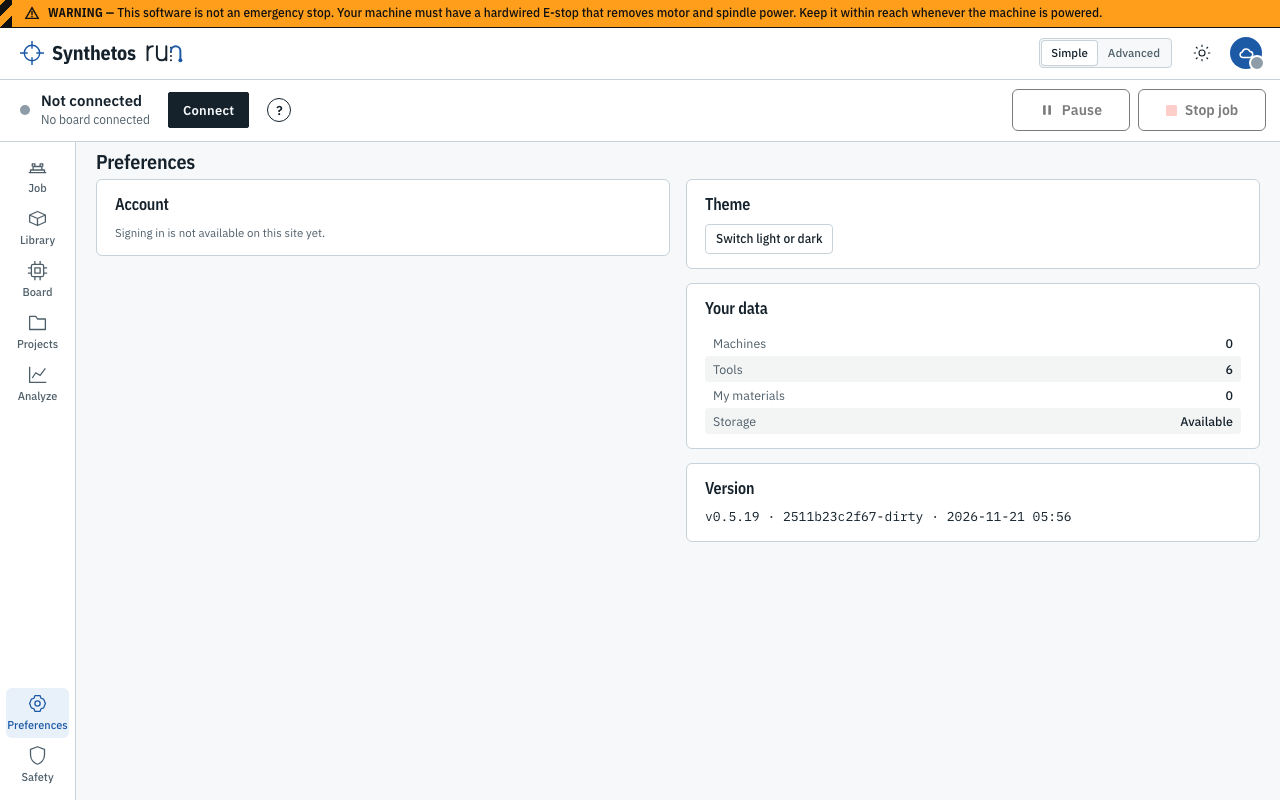 WARNING — This software is not an emergency stop. Your machine must have a hardwired E-stop that removes motor and spindle power. Keep it within reach whenever the machine is powered.
Synthetos run
Simple
Advanced
Not connected
No board connected
Connect
?
Pause
Stop job
Job
Library
Board
Projects
Analyze
Preferences
Safety
Preferences
Account
Signing in is not available on this site yet.
Theme
Switch light or dark
Your data
Machines 0
Tools 6
My materials 0
Storage Available
Version
v0.5.19 · 2511b23c2f67-dirty · 2026-11-21 05:56